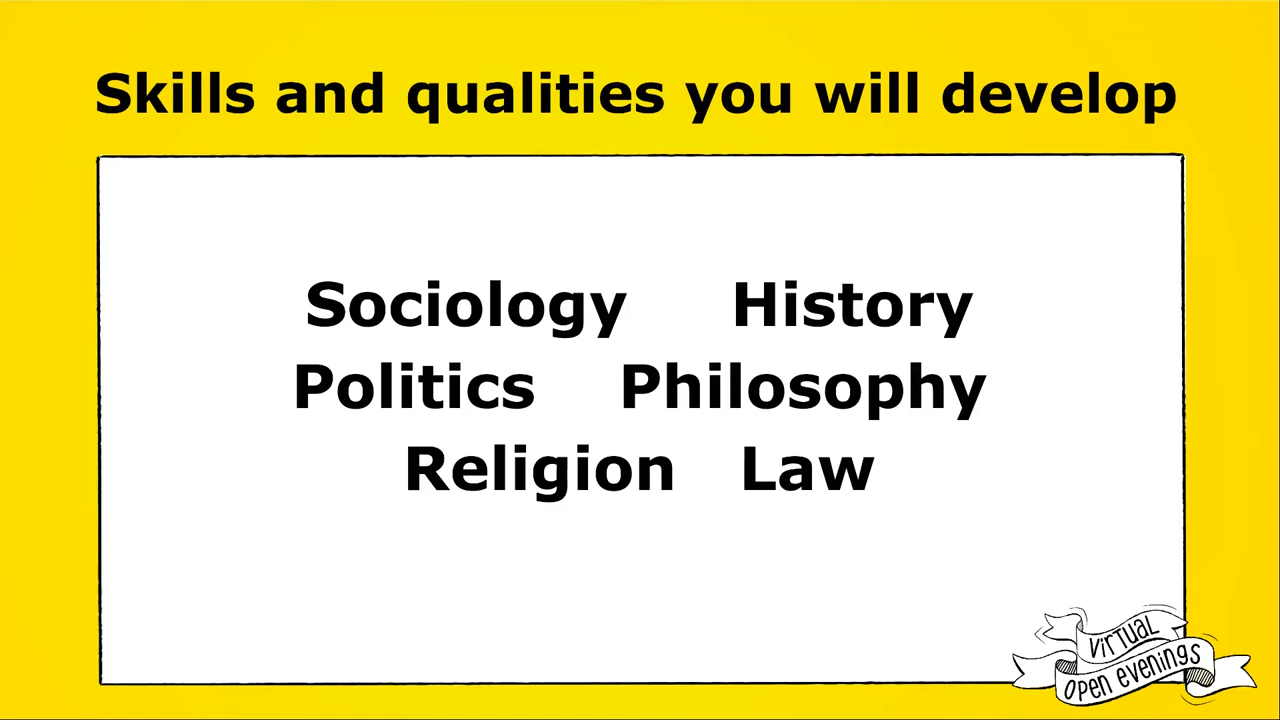 Skills and qualities you will develop
Sociology History
Politics Philosophy
Religion Law
VIRTUAL
OPEN EVENINGS